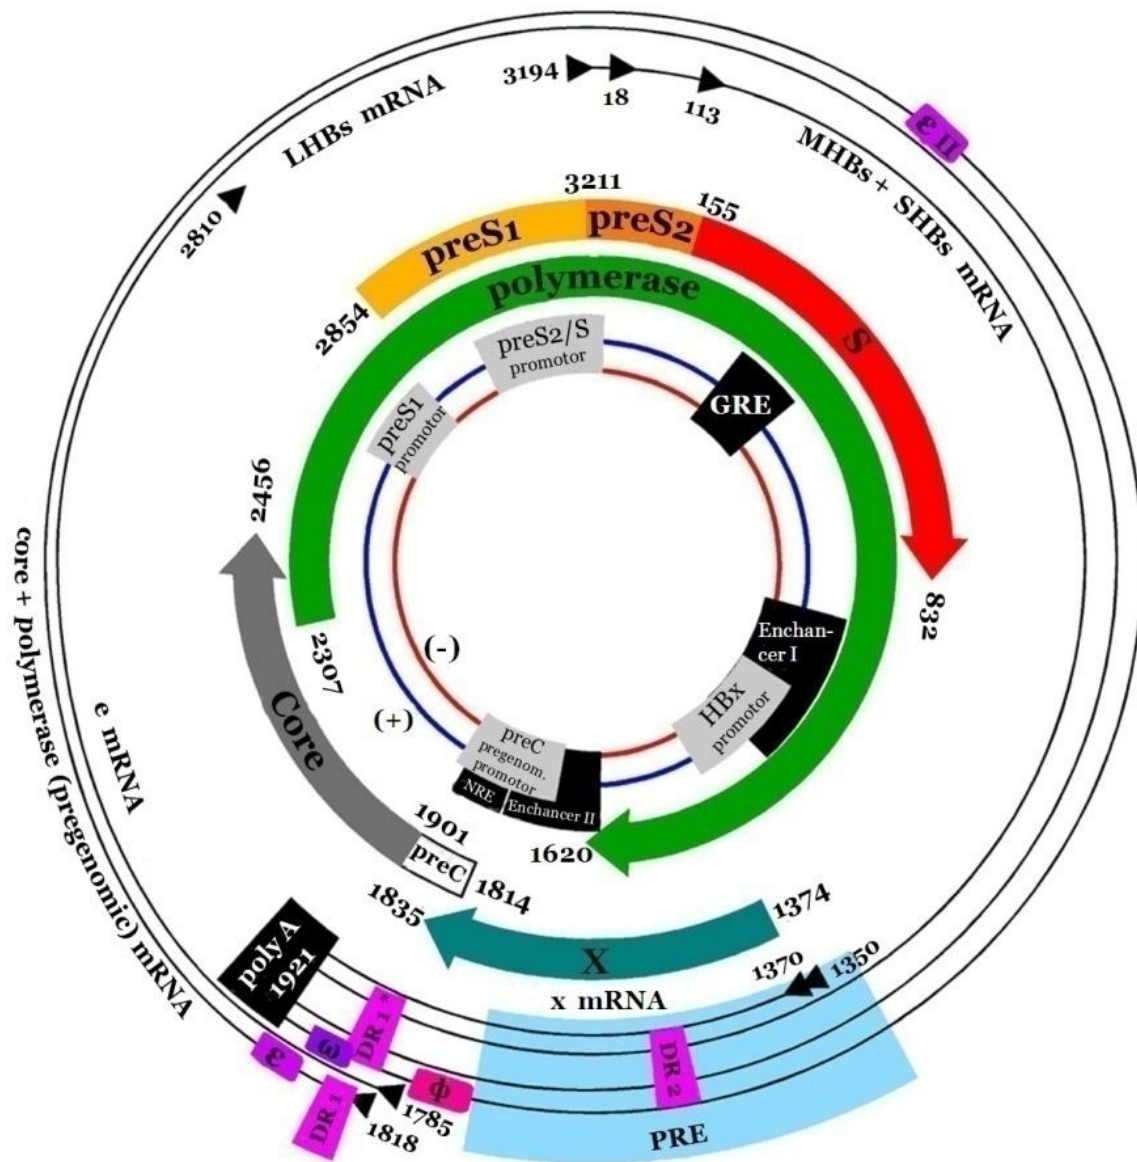 3194
18
113
LHBs mRNA
MHBs + SHBs mRNA
ε II
2810
3211
155
preS1
preS2
S
polymerase
2854
preS2/S
promotor
preS1
promotor
GRE
2456
832
core + polymerase (pregenomic) mRNA
e mRNA
2307
(-)
(+)
Enchan-
cer I
HBx
promotor
preC
pregenom.
promotor
NRE
Enchancer II
Core
1901
preC
1814
1620
1835
1374
X
x mRNA
1370
1350
polyA
1921
DR 1 *
ω
ε
DR 1
1818
1785
ф
DR 2
PRE